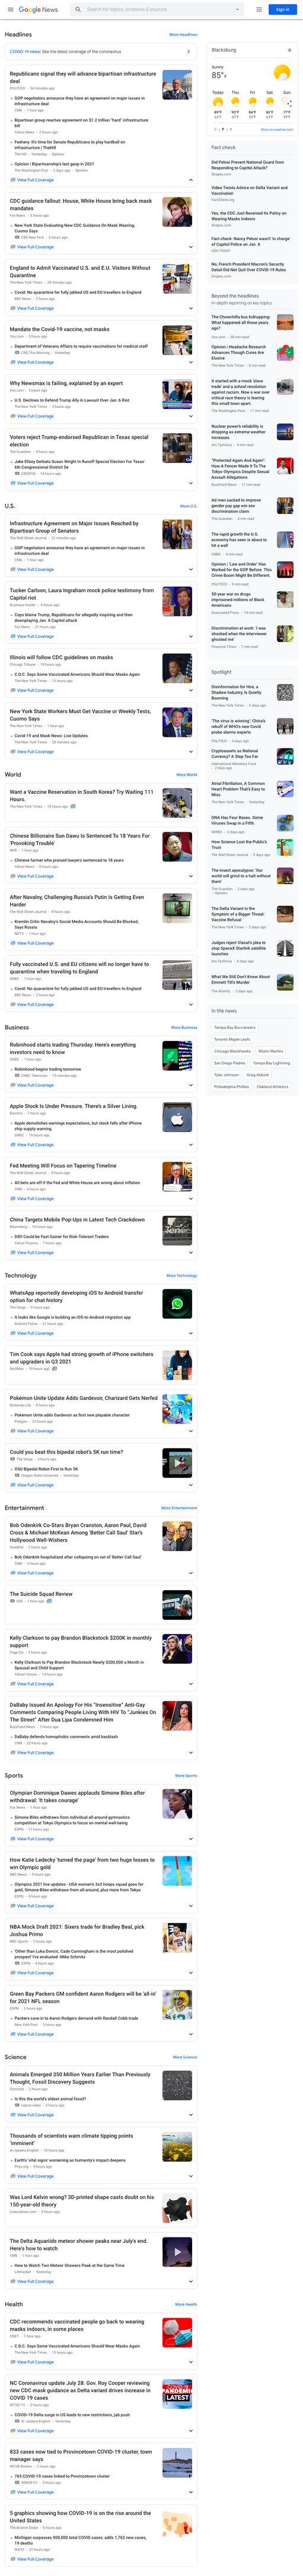 Google News
Search for topics, locations & sources
Sign in
Headlines
More Headlines
COVID-19 news: See the latest coverage of the coronavirus
Republicans signal they will advance bipartisan infrastructure
deal
POLITICO · 34 minutes ago
GOP negotiators announce they have an agreement on major issues in
infrastructure deal
CNN · 1 hour ago
Bipartisan group reaches agreement on $1.2 trillion "hard" infrastructure
bill
Yahoo News · 2 hours ago
Feehery: It's time for Senate Republicans to play hardball on
infrastructure | TheHill
The Hill · Yesterday · Opinion
Opinion | Bipartisanship's last gasp in 2021
The Washington Post · 2 days ago · Opinion
View Full Coverage
CDC guidance fallout: House, White House bring back mask
mandates
Fox News · 5 hours ago
New York State Evaluating New CDC Guidance On Mask Wearing,
Cuomo Says
CBS New York · 6 hours ago
View Full Coverage
England to Admit Vaccinated U.S. and E.U. Visitors Without
Quarantine
The New York Times · 25 minutes ago
Covid: No quarantine for fully jabbed US and EU travellers to England
BBC News · 3 hours ago
View Full Coverage
Mandate the Covid-19 vaccine, not masks
Vox.com · 5 hours ago
Department of Veterans Affairs to require vaccinations for medical staff
CBS This Morning · Yesterday
View Full Coverage
Why Newsmax is failing, explained by an expert
Vox.com · 3 hours ago
U.S. Declines to Defend Trump Ally in Lawsuit Over Jan. 6 Riot
The New York Times · 5 hours ago
View Full Coverage
Voters reject Trump-endorsed Republican in Texas special
election
The Guardian · 5 hours ago
Jake Ellzey Defeats Susan Wright In Runoff Special Election For Texas'
6th Congressional District Se
CBSDFW · 14 hours ago
View Full Coverage
U.S.
More U.S.
Infrastructure Agreement on Major Issues Reached by
Bipartisan Group of Senators
The Wall Street Journal · 31 minutes ago
GOP negotiators announce they have an agreement on major issues in
infrastructure deal
CNN · 1 hour ago
View Full Coverage
Tucker Carlson, Laura Ingraham mock police testimony from
Capitol riot
Business Insider · 6 hours ago
Capo blame Trump, Republicans for allegedly inspiring and then
downplaying Jan. 6 Capitol attack
Fox News · 21 hours ago
View Full Coverage
Illinois will follow CDC guidelines on masks
Chicago Tribune · 15 hours ago
C.D.C. Says Some Vaccinated Americans Should Wear Masks Again
The New York Times · 13 hours ago
View Full Coverage
New York State Workers Must Get Vaccine or Weekly Tests,
Cuomo Says
The New York Times · 1 hour ago
Covid 19 and Mask News: Live Updates
The New York Times · 28 minutes ago
View Full Coverage
World
More World
Want a Vaccine Reservation in South Korea? Try Waiting 111
Hours.
The New York Times · 10 hours ago
Chinese Billionaire Sun Dawu Is Sentenced To 18 Years For
'Provoking Trouble'
NPR · 1 hour ago
Chinese farmer who praised lawyers sentenced to 18 years
Yahoo News · 8 hours ago
View Full Coverage
After Navalny, Challenging Russia's Putin Is Getting Even
Harder
The Wall Street Journal · 6 hours ago
Kremlin Critic Navalny's Social Media Accounts Should Be Blocked,
Says Russia
NDTV · 1 hour ago
View Full Coverage
Fully vaccinated U.S. and EU citizens will no longer have to
quarantine when traveling to England
CNBC · 1 hour ago
Covid: No quarantine for fully jabbed US and EU travellers to England
BBC News · 3 hours ago
View Full Coverage
Business
More Business
Robinhood starts trading Thursday. Here's everything
investors need to know
CNBC · 1 hour ago
Robinhood begins trading tomorrow
CNBC Television · 15 minutes ago
View Full Coverage
Apple Stock Is Under Pressure. There's a Silver Lining.
Barron's · 1 hour ago
Apple demolishes earnings expectations, but stock falls after iPhone
chip supply warning
CNBC · 19 hours ago
View Full Coverage
Fed Meeting Will Focus on Tapering Timeline
The Wall Street Journal · 4 hours ago
All bets are off if the Fed and White House are wrong about inflation
CNN · 4 hours ago
View Full Coverage
China Targets Mobile Pop-Ups in Latest Tech Crackdown
Bloomberg · 10 hours ago
DIDI Could be Fast Gainer for Risk-Tolerant Traders
Yahoo Finance · 7 hours ago
View Full Coverage
Technology
More Technology
WhatsApp reportedly developing iOS to Android transfer
option for chat history
The Verge · 5 hours ago
It looks like Google is building an iOS-to-Android migration app
Android Police · 21 hours ago
View Full Coverage
Tim Cook says Apple had strong growth of iPhone switchers
and upgraders in Q3 2021
9to5Mac · 19 hours ago
Pokémon Unite Update Adds Gardevoir, Charizard Gets Nerfed
Nintendo Life · 8 hours ago
Pokémon Unite adds Gardevoir as first new playable character
Polygon · 23 hours ago
View Full Coverage
Could you beat this bipedal robot's 5K run time?
The Verge · 5 hours ago
OSU Bipedal Robot First to Run 5K
Oregon State University · Yesterday
View Full Coverage
Entertainment
More Entertainment
Bob Odenkirk Co-Stars Bryan Cranston, Aaron Paul, David
Cross & Michael McKean Among 'Better Call Saul' Star's
Hollywood Well-Wishers
Deadline · 2 hours ago
Bob Odenkirk hospitalized after collapsing on set of 'Better Call Saul'
CNN · 5 hours ago
View Full Coverage
The Suicide Squad Review
IGN · 1 hour ago
Kelly Clarkson to pay Brandon Blackstock $200K in monthly
support
Page Six · 3 hours ago
Kelly Clarkson to Pay Brandon Blackstock Nearly $200,000 a Month in
Spousal and Child Support
Yahoo! Voices · 14 hours ago
View Full Coverage
DaBaby Issued An Apology For His "Insensitive" Anti-Gay
Comments Comparing People Living With HIV To "Junkies On
The Street" After Dua Lipa Condemned Him
BuzzFeed News · 3 hours ago
DaBaby defends homophobic comments amid backlash
CNN · 22 hours ago
View Full Coverage
Sports
More Sports
Olympian Dominique Dawes applauds Simone Biles after
withdrawal: 'It takes courage'
Fox News · 1 hour ago
Simone Biles withdraws from individual all-around gymnastics
competition at Tokyo Olympics to focus on mental well-being
ESPN · 11 hours ago
View Full Coverage
How Katie Ledecky 'turned the page' from two huge losses to
win Olympic gold
NBC News · 5 hours ago
Olympics 2021 live updates - USA women's 3x3 hoops squad goes for
gold, Simone Biles withdraws from all-around, plus more from Tokyo
ESPN · 4 hours ago
View Full Coverage
NBA Mock Draft 2021: Sixers trade for Bradley Beal, pick
Joshua Primo
NBC Sports · 5 hours ago
'Other than Luka Doncic, Cade Cunningham is the most polished
prospect' I've evaluated -Mike Schmitz
ESPN · 4 hours ago
View Full Coverage
Green Bay Packers GM confident Aaron Rodgers will be 'all-in'
for 2021 NFL season
ESPN · 2 hours ago
Packers cave in to Aaron Rodgers demand with Randall Cobb trade
New York Post · 3 hours ago
View Full Coverage
Science
More Science
Animals Emerged 350 Million Years Earlier Than Previously
Thought, Fossil Discovery Suggests
Gizmodo · 2 hours ago
Is this the world's oldest animal fossil?
nature video · 2 hours ago
View Full Coverage
Thousands of scientists warn climate tipping points
'imminent'
Al Jazeera English · 10 hours ago
Earth's 'vital signs' worsening as humanity's impact deepens
Phys.org · 9 hours ago
View Full Coverage
Was Lord Kelvin wrong? 3D-printed shape casts doubt on his
150-year-old theory
Livescience.com · 5 hours ago
The Delta Aquariids meteor shower peaks near July's end.
Here's how to watch
CNN · 1 hour ago
How to Watch Two Meteor Showers Peak at the Same Time
Lifehacker · Yesterday
View Full Coverage
Health
More Health
CDC recommends vaccinated people go back to wearing
masks indoors, in some places
CNET · 1 hour ago
C.D.C. Says Some Vaccinated Americans Should Wear Masks Again
The New York Times · 13 hours ago
View Full Coverage
NC Coronavirus update July 28: Gov. Roy Cooper reviewing
new CDC mask guidance as Delta variant drives increase in
COVID 19 cases
WTVD-TV · 3 hours ago
COVID-19 Delta surge in US leads to new restrictions, job push
Al Jazeera English · Yesterday
View Full Coverage
833 cases now tied to Provincetown COVID-19 cluster, town
manager says
WCVB Boston · 3 hours ago
765 COVID-19 cases linked to Provincetown cluster
WMUR-TV · 5 hours ago
View Full Coverage
5 graphics showing how COVID-19 is on the rise around the
United States
The Boston Globe · 6 hours ago
Michigan surpasses 900,000 total COVID cases; adds 1,762 new cases,
19 deaths
WXYZ · 21 hours ago
View Full Coverage
Blacksburg
Sunny
85°F
Today Thu Fri Sat Sun
More on weather.com
Fact check
Did Pelosi Prevent National Guard from
Responding to Capitol Attack?
Snopes.com
Video Twists Advice on Delta Variant and
Vaccination
FactCheck.org
Yes, the CDC Just Reversed Its Policy on
Wearing Masks Indoors
Snopes.com
Fact check: Nancy Pelosi wasn't 'in charge'
of Capitol Police on Jan. 6
USA TODAY
No, French President Macron's Security
Detail Did Not Quit Over COVID-19 Rules
Snopes.com
Beyond the headlines
In-depth reporting on key topics
The Chowchilla bus kidnapping:
What happened all those years
ago?
Vox.com · 38 min read
Opinion | Headache Research
Advances Though Cures Are
Elusive
The New York Times · 8 min read
It started with a mock 'slave
trade' and a school resolution
against racism. Now a war over
critical race theory is tearing
this small town apart.
The Washington Post · 17 min read
Nuclear power's reliability is
dropping as extreme weather
increases
Ars Technica · 4 min read
"Protected Again And Again":
How A Fencer Made It To The
Tokyo Olympics Despite Sexual
Assault Allegations
BuzzFeed News · 17 min read
Ad man sacked to improve
gender pay gap win sex
discrimination claim
The Guardian · 4 min read
The rapid growth the U.S.
economy has seen is about to
hit a wall
CNBC · 4 min read
Opinion | 'Law and Order' Has
Worked for the GOP Before. This
Crime Boom Might Be Different.
POLITICO · 9 min read
50-year war on drugs
imprisoned millions of Black
Americans
Associated Press · 14 min read
Discrimination at work: 'I was
shocked when the interviewer
ghosted me'
Financial Times · 7 min read
Spotlight
Disinformation for Hire, a
Shadow Industry, Is Quietly
Booming
The New York Times · 3 days ago
'The virus is winning': China's
rebuff of WHO's new Covid
probe alarms experts
POLITICO · 3 days ago
Cryptoassets as National
Currency? A Step Too Far
International Monetary Fund
2 days ago
Atrial Fibrillation, A Common
Heart Problem That's Easy to
Miss
The New York Times · Yesterday
DNA Has Four Bases. Some
Viruses Swap in a Fifth
WIRED · 3 days ago
How Science Lost the Public's
Trust
The Wall Street Journal · 5 days ago
The insect apocalypse: 'Our
world will grind to a halt without
them'
The Guardian · 2 days ago
Opinion
The Delta Variant Is the
Symptom of a Bigger Threat:
Vaccine Refusal
The New York Times · 3 days ago
Judges reject Viasat's plea to
stop SpaceX Starlink satellite
launches
Ars Technica · 6 days ago
What We Still Don't Know About
Emmett Till's Murder
The Atlantic · 2 days ago
In the news
Tampa Bay Buccaneers
Toronto Maple Leafs
Chicago Blackhawks
Miami Marlins
San Diego Padres
Tampa Bay Lightning
Tyler Johnson
Greg Abbott
Philadelphia Phillies
Oakland Athletics